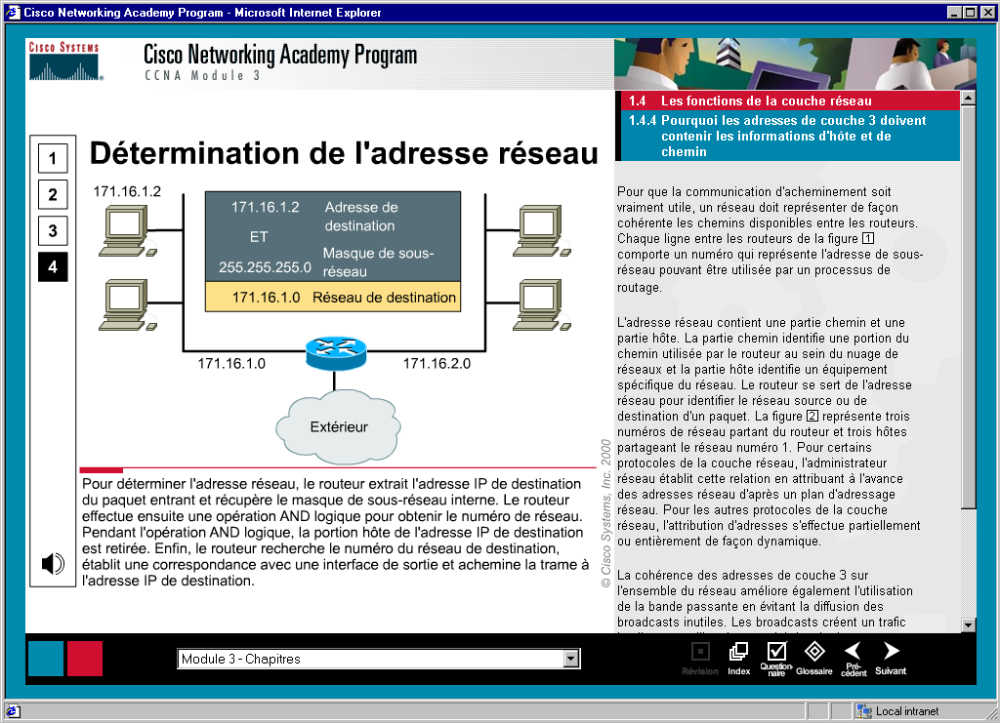 Cisco Networking Academy Program - Microsoft Internet Explorer
CISCO SYSTEMS
Cisco Networking Academy Program
CCNA Module 3
1.4 Les fonctions de la couche réseau
1.4.4 Pourquoi les adresses de couche 3 doivent
contenir les informations d'hôte et de
chemin
1
2
3
4
Détermination de l'adresse réseau
171.16.1.2
171.16.1.2 Adresse de
destination
ET
Masque de sous-
255.255.255.0 réseau
171.16.1.0 Réseau de destination
171.16.1.0
171.16.2.0
Extérieur
© Cisco Systems, Inc. 2000
Pour déterminer l'adresse réseau, le routeur extrait l'adresse IP de destination
du paquet entrant et récupère le masque de sous-réseau interne. Le routeur
effectue ensuite une opération AND logique pour obtenir le numéro de réseau.
Pendant l'opération AND logique, la portion hôte de l'adresse IP de destination
est retirée. Enfin, le routeur recherche le numéro du réseau de destination,
établit une correspondance avec une interface de sortie et achemine la trame à
l'adresse IP de destination.
Pour que la communication d'acheminement soit
vraiment utile, un réseau doit représenter de façon
cohérente les chemins disponibles entre les routeurs.
Chaque ligne entre les routeurs de la figure 1
comporte un numéro qui représente l'adresse de sous-
réseau pouvant être utilisée par un processus de
routage.
L'adresse réseau contient une partie chemin et une
partie hôte. La partie chemin identifie une portion du
chemin utilisée par le routeur au sein du nuage de
réseaux et la partie hôte identifie un équipement
spécifique du réseau. Le routeur se sert de l'adresse
réseau pour identifier le réseau source ou de
destination d'un paquet. La figure 2 représente trois
numéros de réseau partant du routeur et trois hôtes
partageant le réseau numéro 1. Pour certains
protocoles de la couche réseau, l'administrateur
réseau établit cette relation en attribuant à l'avance
des adresses réseau d'après un plan d'adressage
réseau. Pour les autres protocoles de la couche
réseau, l'attribution d'adresses s'effectue partiellement
ou entièrement de façon dynamique.
La cohérence des adresses de couche 3 sur
l'ensemble du réseau améliore également l'utilisation
de la bande passante en évitant la diffusion des
broadcasts inutiles. Les broadcasts créent un trafic
Module 3 - Chapitres
Révision
Index
Question-
naire
Glossaire
Pré-
cédent
Suivant
Local intranet